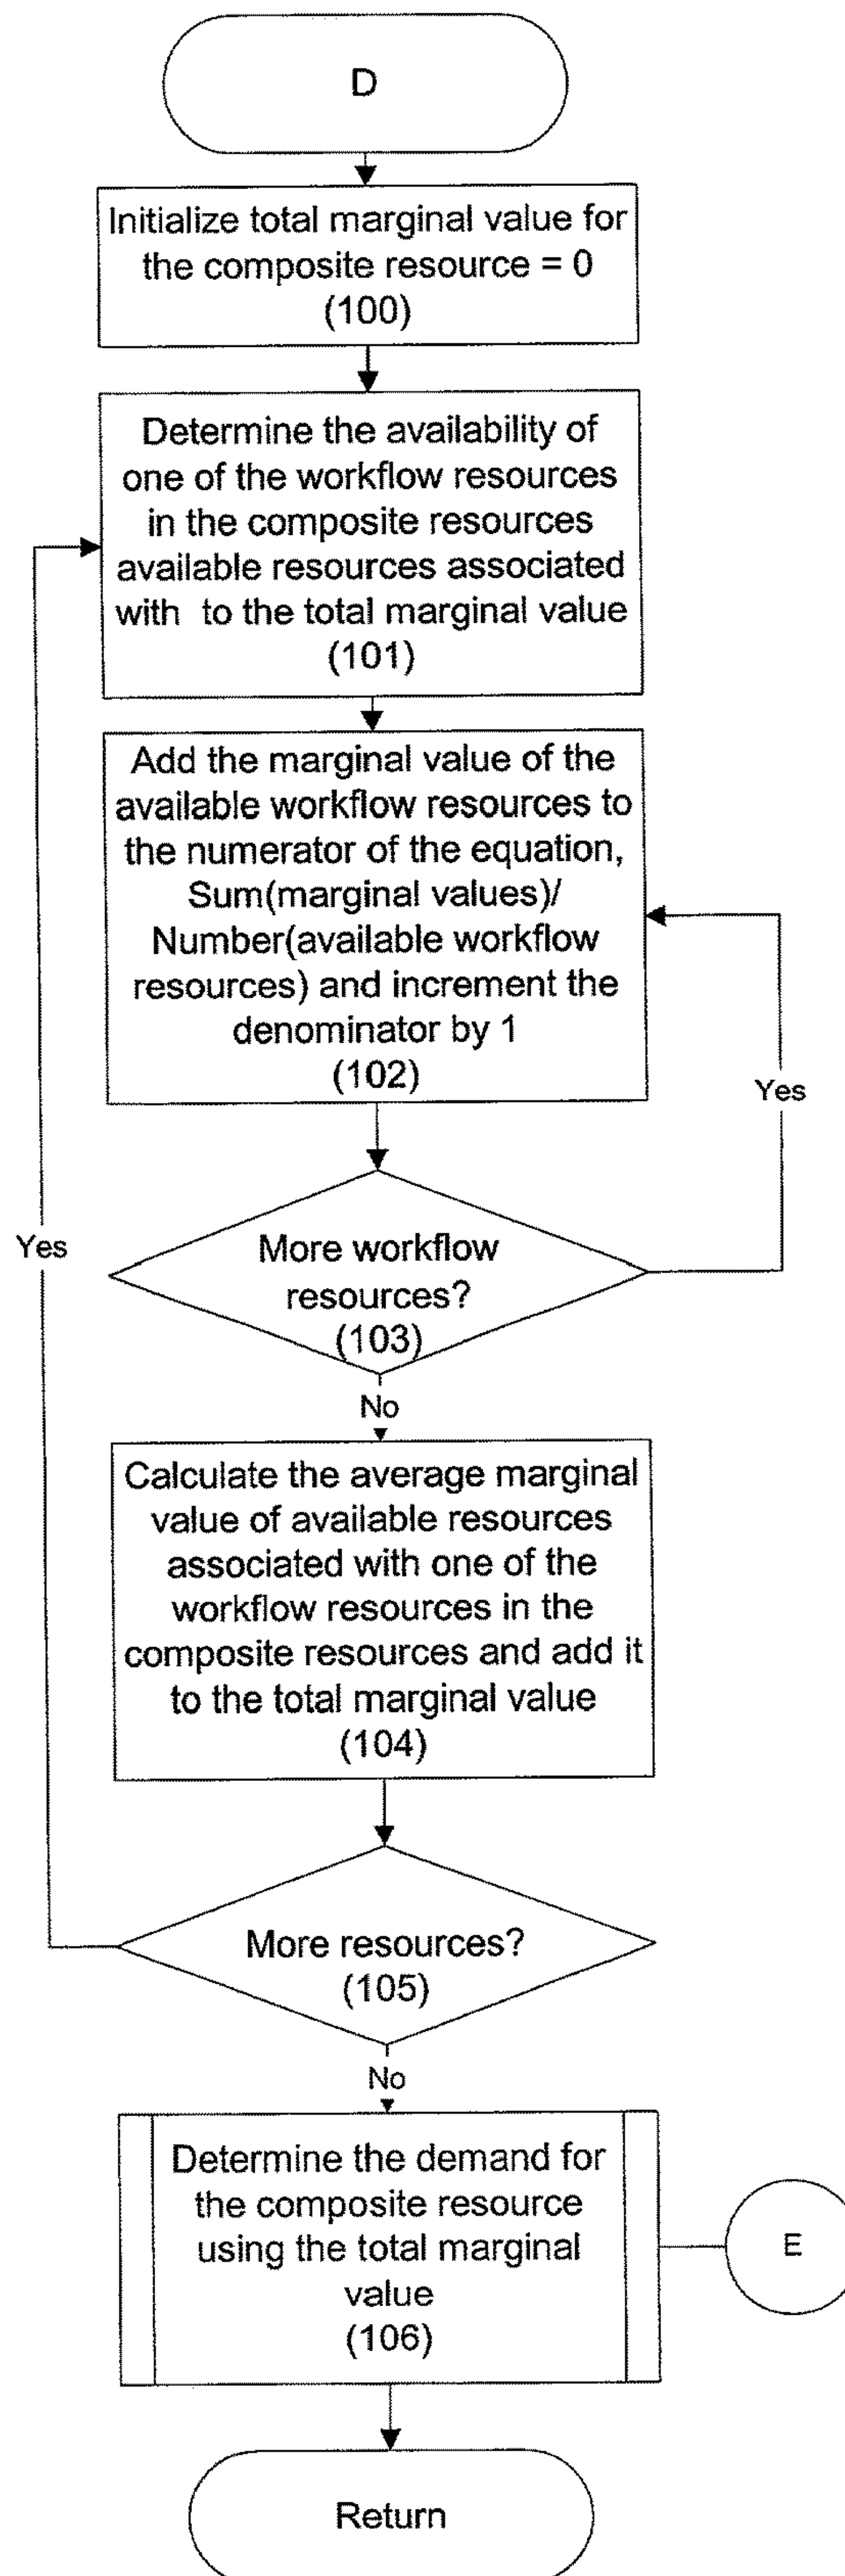 D
Initialize total marginal value for
the composite resource = 0
(100)
Determine the availability of
one of the workflow resources
in the composite resources
available resources associated
with to the total marginal value
(101)
Add the marginal value of the
available workflow resources to
the numerator of the equation,
Sum(marginal values)/
Number(available workflow
resources) and increment the
denominator by 1
(102)
Yes
Yes
More workflow
resources?
(103)
No
Calculate the average marginal
value of available resources
associated with one of the
workflow resources in the
composite resources and add it
to the total marginal value
(104)
More resources?
(105)
No
Determine the demand for
the composite resource
using the total marginal
value
(106)
E
Return